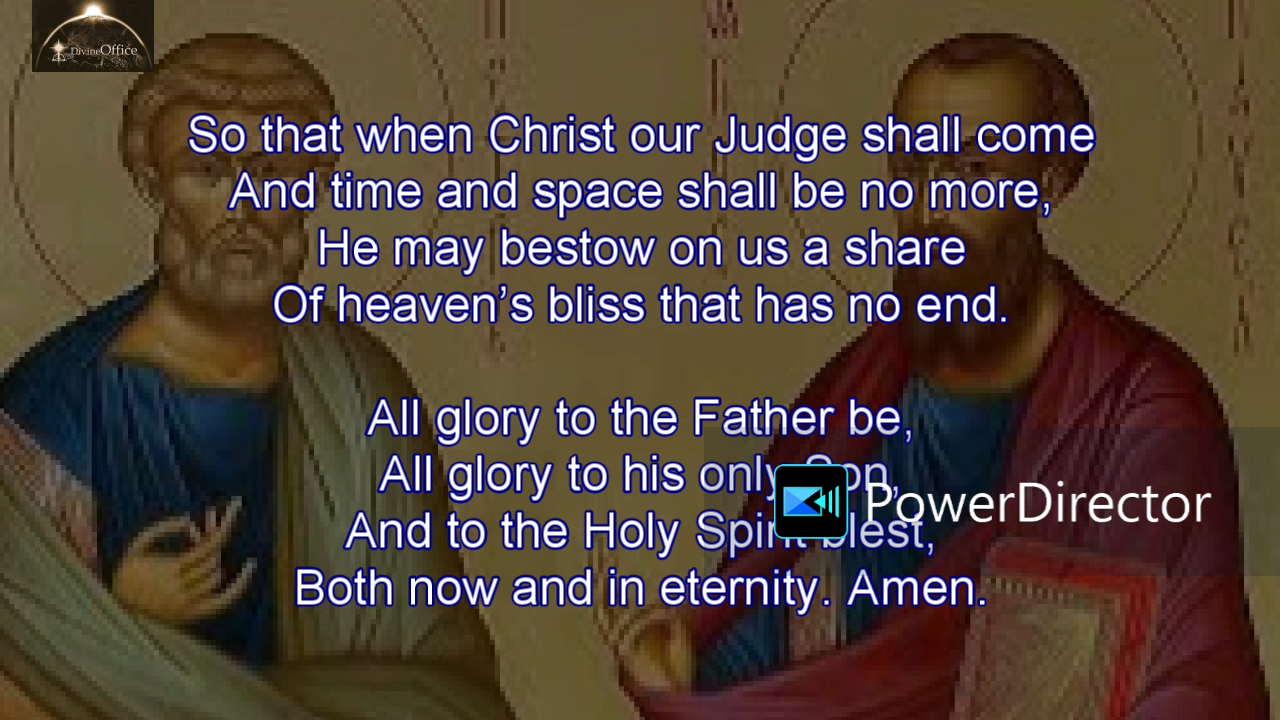 DivineOffice
So that when Christ our Judge shall come
And time and space shall be no more,
He may bestow on us a share
Of heaven’s bliss that has no end.
All glory to the Father be,
All glory to his only Son,
And to the Holy Spirit blest,
Both now and in eternity. Amen.
PowerDirector